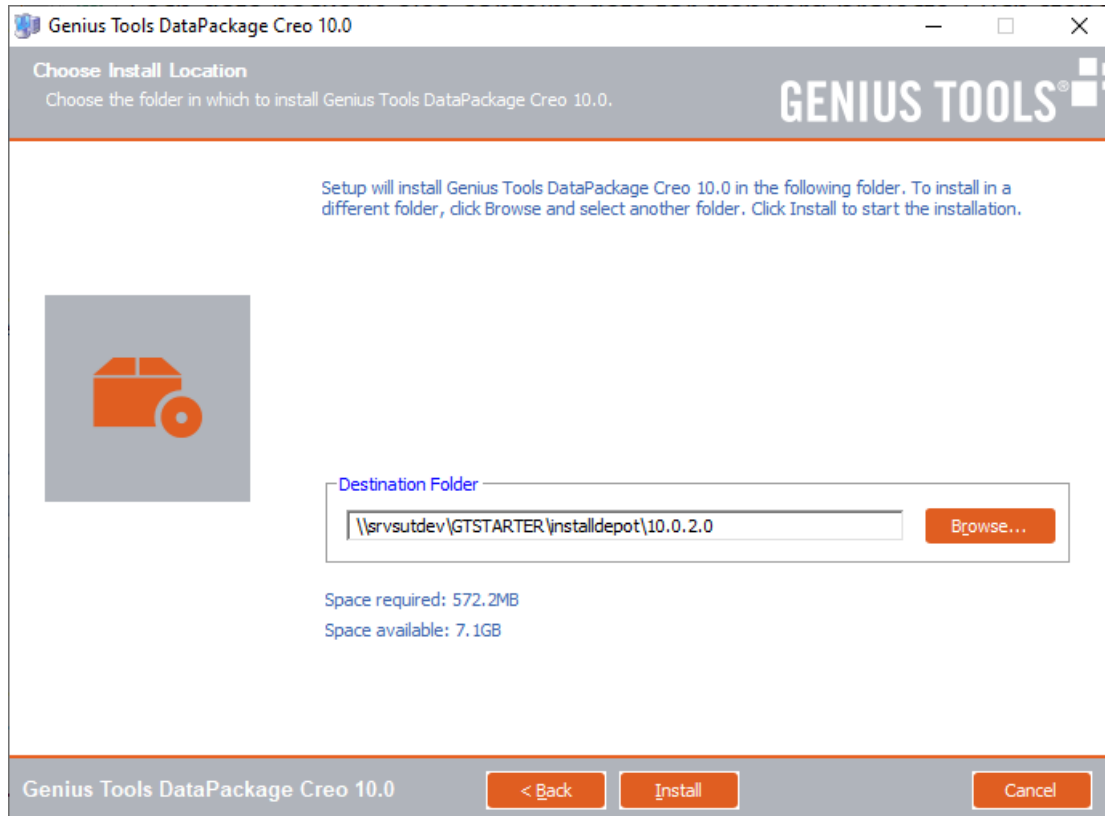 Genius Tools DataPackage Creo 10.0
Choose Install Location
Choose the folder in which to install Genius Tools DataPackage Creo 10.0.
GENIUS TOOLS®
Setup will install Genius Tools DataPackage Creo 10.0 in the following folder. To install in a
different folder, click Browse and select another folder. Click Install to start the installation.
Destination Folder
\\srvsutdev\GTSTARTER\installdepot\10.0.2.0
Browse...
Space required: 572.2MB
Space available: 7.1GB
Genius Tools DataPackage Creo 10.0
< Back
Install
Cancel